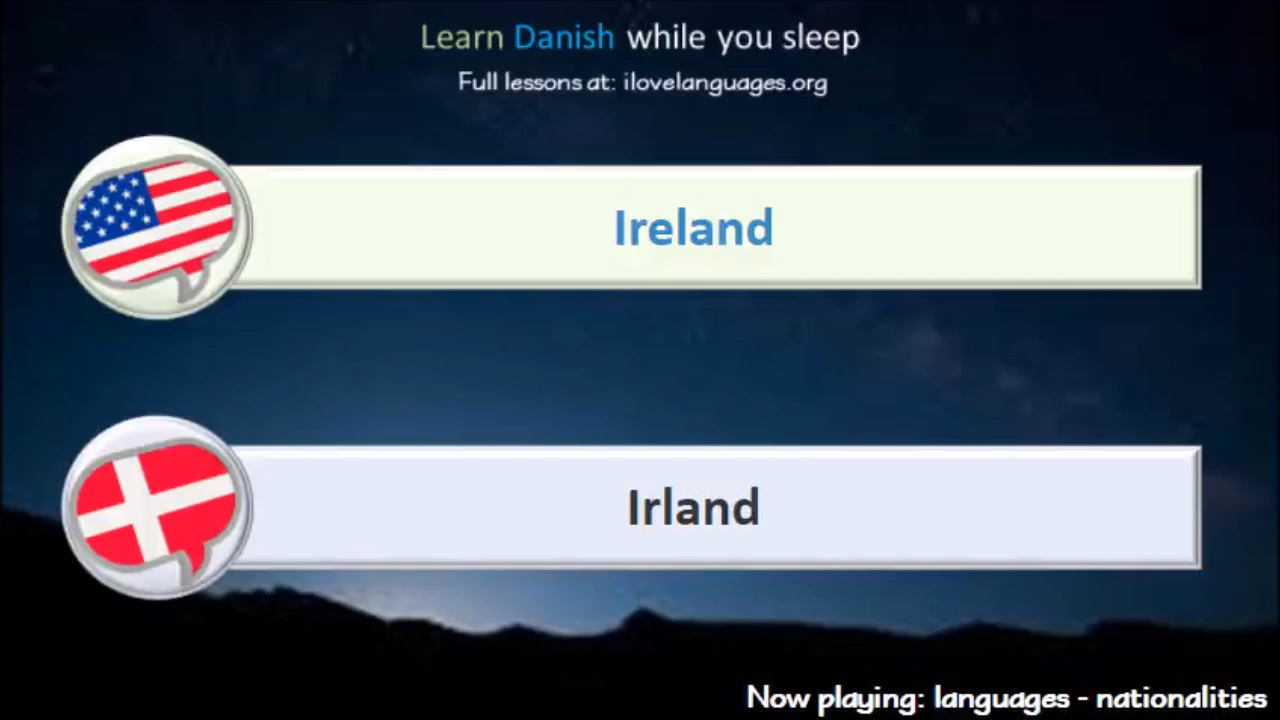 Learn Danish while you sleep
Full lessons at: ilovelanguages.org
Ireland
Irland
Now playing: languages - nationalities